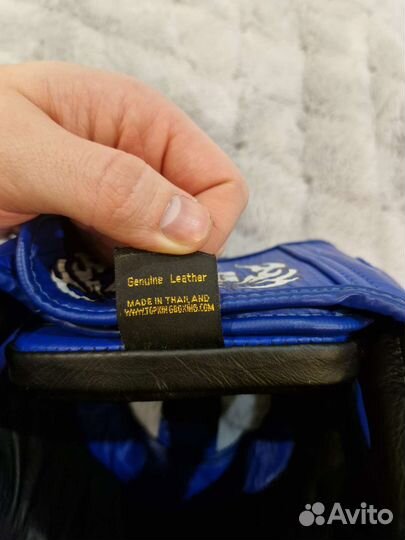 Genuine Leather
MADE IN THAILAND
WWW.TOPKINGBOXING.COM
Avito